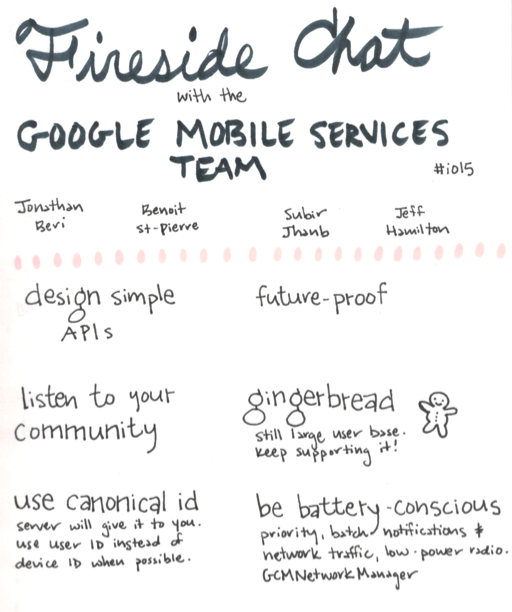 Fireside Chat
with the
GOOGLE MOBILE SERVICES
TEAM
#io15
Jonathan
Beri
Benoit
St-Pierre
Subir
Jhanb
Jeff
Hamilton
design simple
APIs
future-proof
listen to your
community
gingerbread
still large user base.
keep supporting it!
use canonical id
server will give it to you.
use user ID instead of
device ID when possible.
be battery-conscious
priority, batch notifications &
network traffic, low-power radio.
GCMNetworkManager